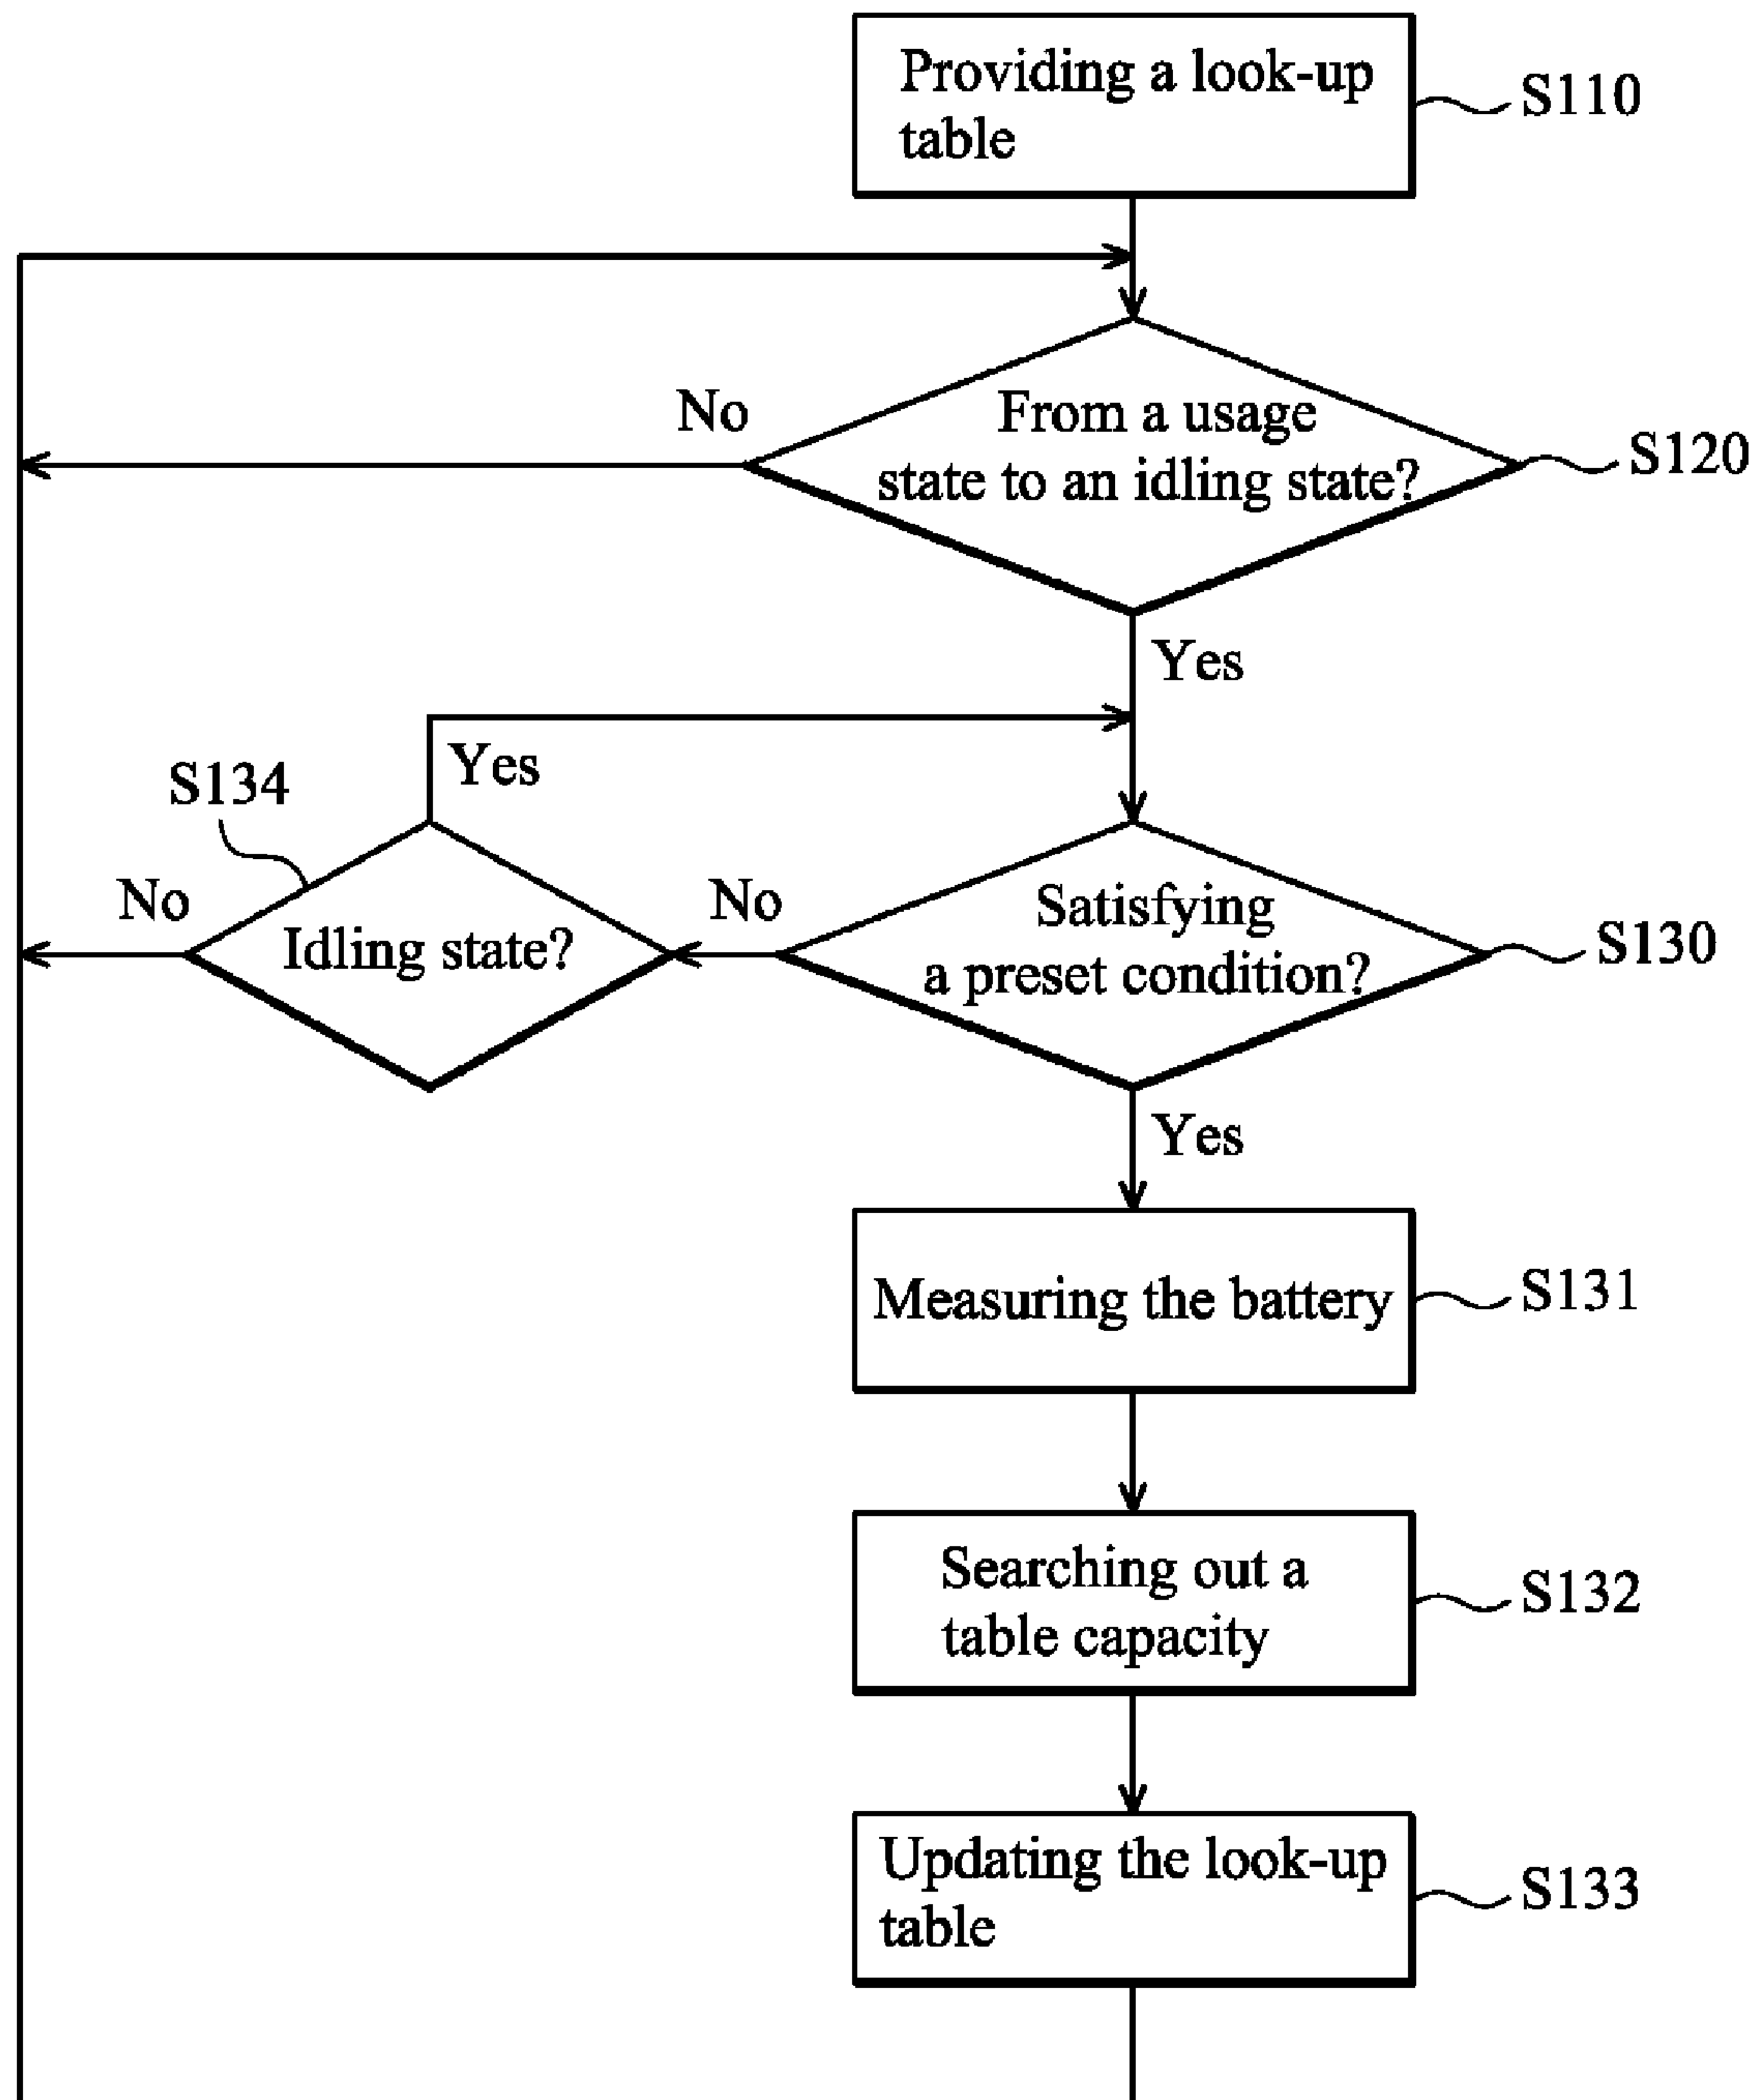 Providing a look-up
table
S110
No
From a usage
state to an idling state?
S120
Yes
Yes
S134
No
Idling state?
No
Satisfying
a preset condition?
S130
Yes
Measuring the battery
S131
Searching out a
table capacity
S132
Updating the look-up
table
S133